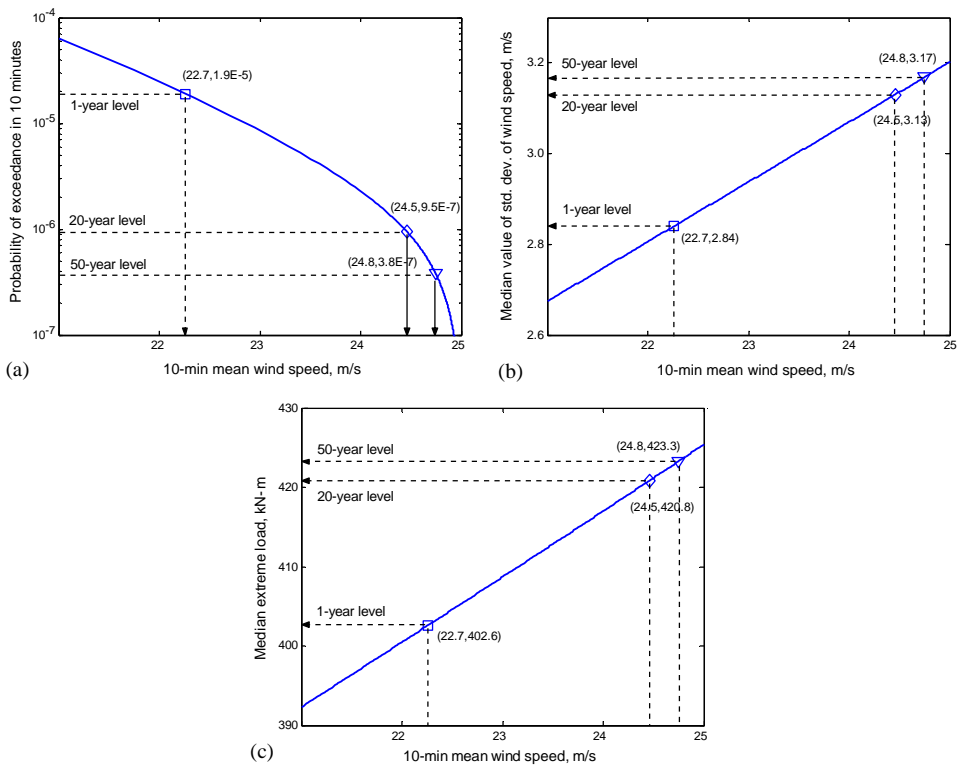 10^-4
(22.7,1.9E-5)
1-year level
10^-5
(24.5,9.5E-7)
20-year level
10^-6
(24.8,3.8E-7)
50-year level
10^-7
22
23
24
25
Probability of exceedance in 10 minutes
10-min mean wind speed, m/s
(a)
50-year level
(24.8,3.17)
3.2
20-year level
(24.5,3.13)
3.0
1-year level
(22.7,2.84)
2.8
2.6
22
23
24
25
Median value of std. dev. of wind speed, m/s
10-min mean wind speed, m/s
(b)
430
50-year level
(24.8,423.3)
420
20-year level
(24.5,420.8)
410
1-year level
(22.7,402.6)
400
390
22
23
24
25
Median extreme load, kN-m
10-min mean wind speed, m/s
(c)